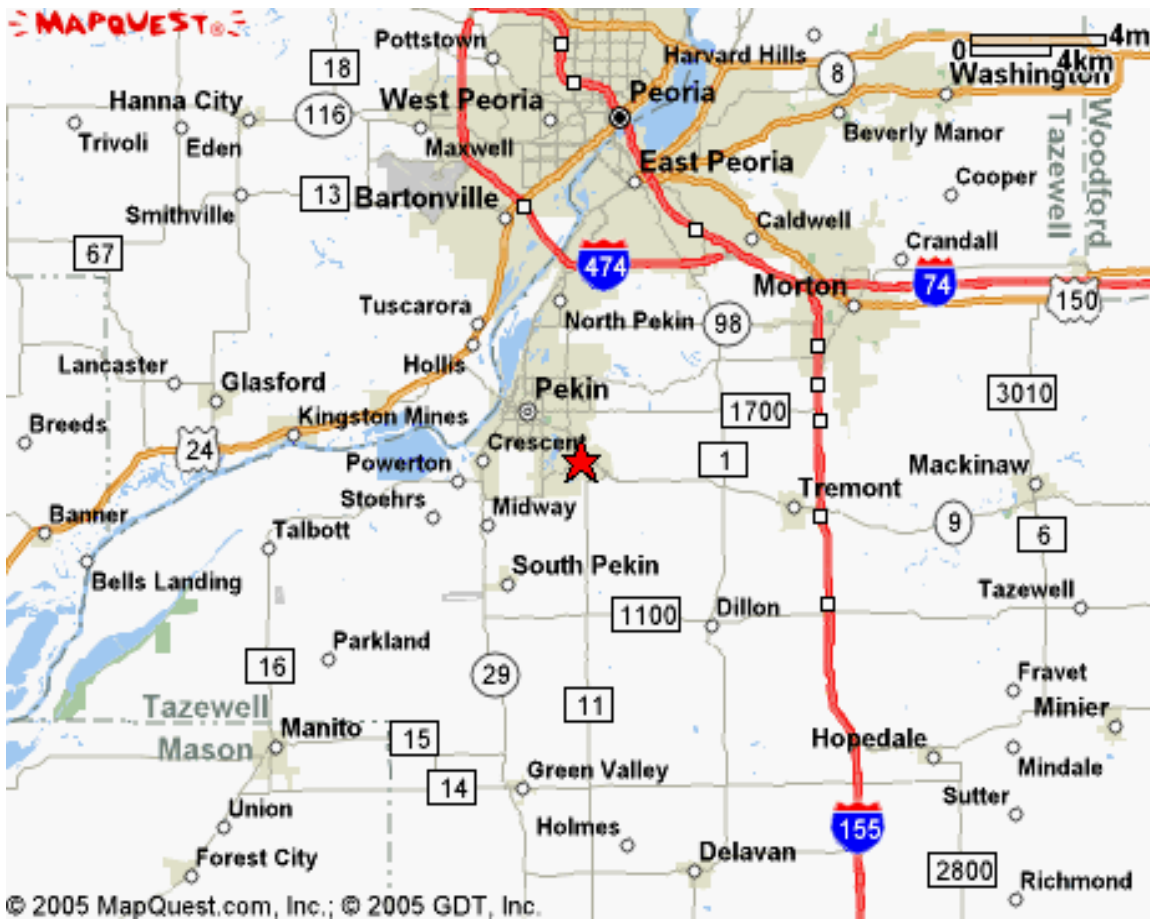 MAPQUEST®
Pottstown
Harvard Hills
0
4m
4km
18
8
Washington
Hanna City
116
West Peoria
Peoria
Woodford
Tazewell
Trivoli
Eden
Maxwell
Beverly Manor
East Peoria
Cooper
13
Bartonville
Smithville
Caldwell
67
Crandall
474
74
Morton
150
Tuscarora
North Pekin
98
Hollis
Lancaster
Glasford
Pekin
3010
1700
Breeds
Kingston Mines
24
Crescent
Powerton
1
Mackinaw
Stoehrs
Tremont
Banner
Midway
9
6
Talbott
Bells Landing
South Pekin
Tazewell
1100
Dillon
Parkland
16
29
Fravet
11
Tazewell
Mason
Manito
15
Minier
Hopedale
Mindale
Green Valley
14
Sutter
Union
Holmes
155
Forest City
Delavan
2800
Richmond
© 2005 MapQuest.com, Inc.; © 2005 GDT, Inc.